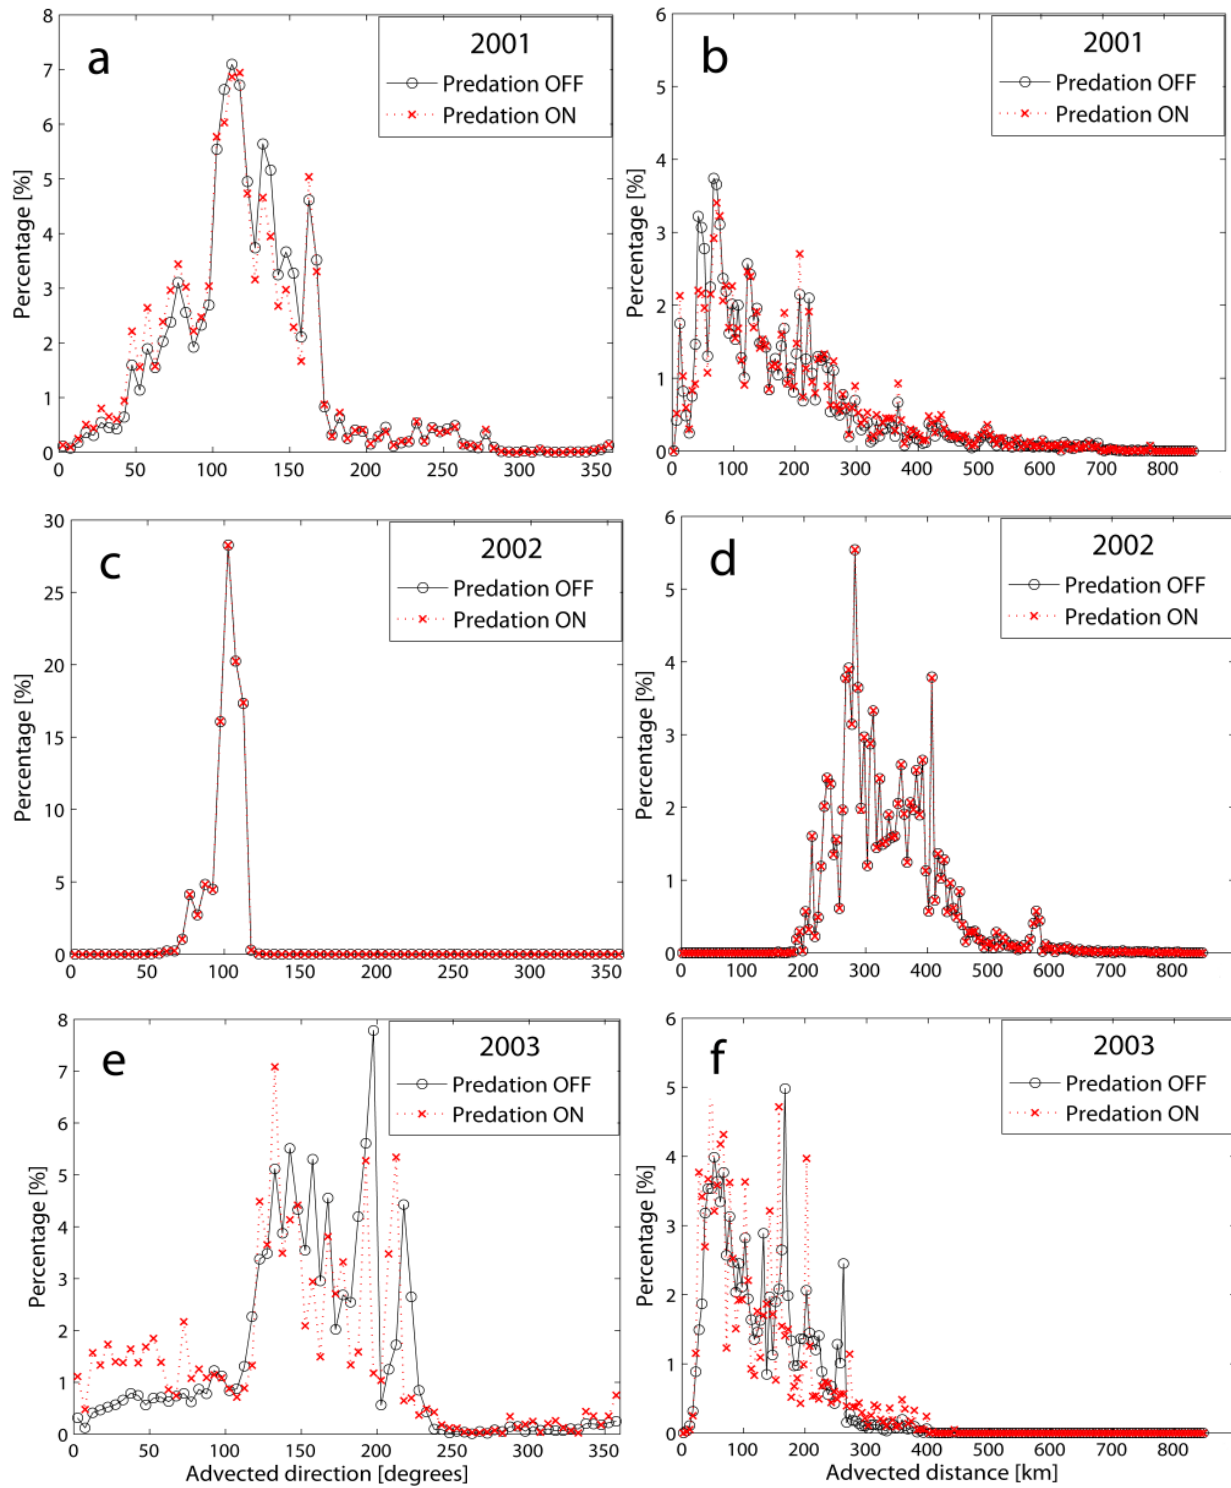 a
2001
Predation OFF
Predation ON
Percentage [%]
8
7
6
5
4
3
2
1
0
0 50 100 150 200 250 300 350
b
2001
Predation OFF
Predation ON
Percentage [%]
6
5
4
3
2
1
0
0 100 200 300 400 500 600 700 800
c
2002
Predation OFF
Predation ON
Percentage [%]
30
25
20
15
10
5
0
0 50 100 150 200 250 300 350
d
2002
Predation OFF
Predation ON
Percentage [%]
6
5
4
3
2
1
0
0 100 200 300 400 500 600 700 800
e
2003
Predation OFF
Predation ON
Percentage [%]
8
7
6
5
4
3
2
1
0
0 50 100 150 200 250 300 350
Advected direction [degrees]
f
2003
Predation OFF
Predation ON
Percentage [%]
6
5
4
3
2
1
0
0 100 200 300 400 500 600 700 800
Advected distance [km]